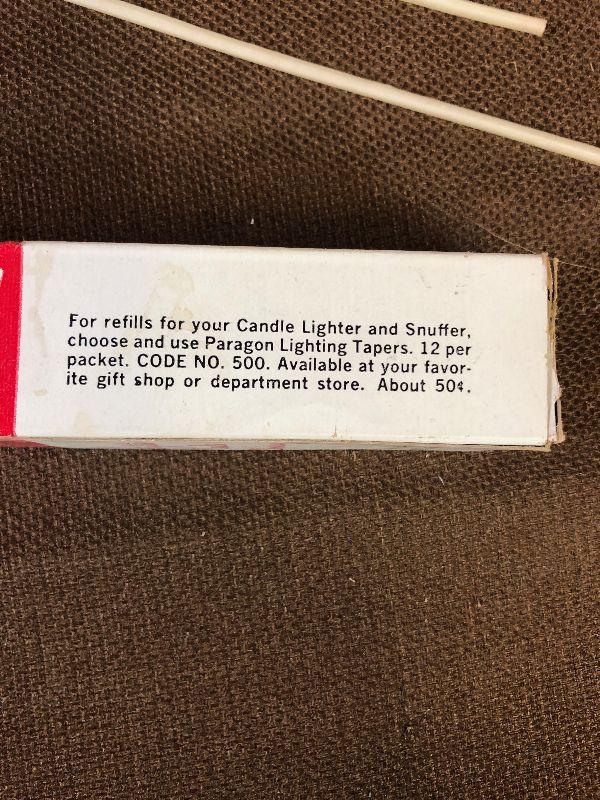 For refills for your Candle Lighter and Snuffer,
choose and use Paragon Lighting Tapers. 12 per
packet. CODE NO. 500. Available at your favor-
ite gift shop or department store. About 50¢.